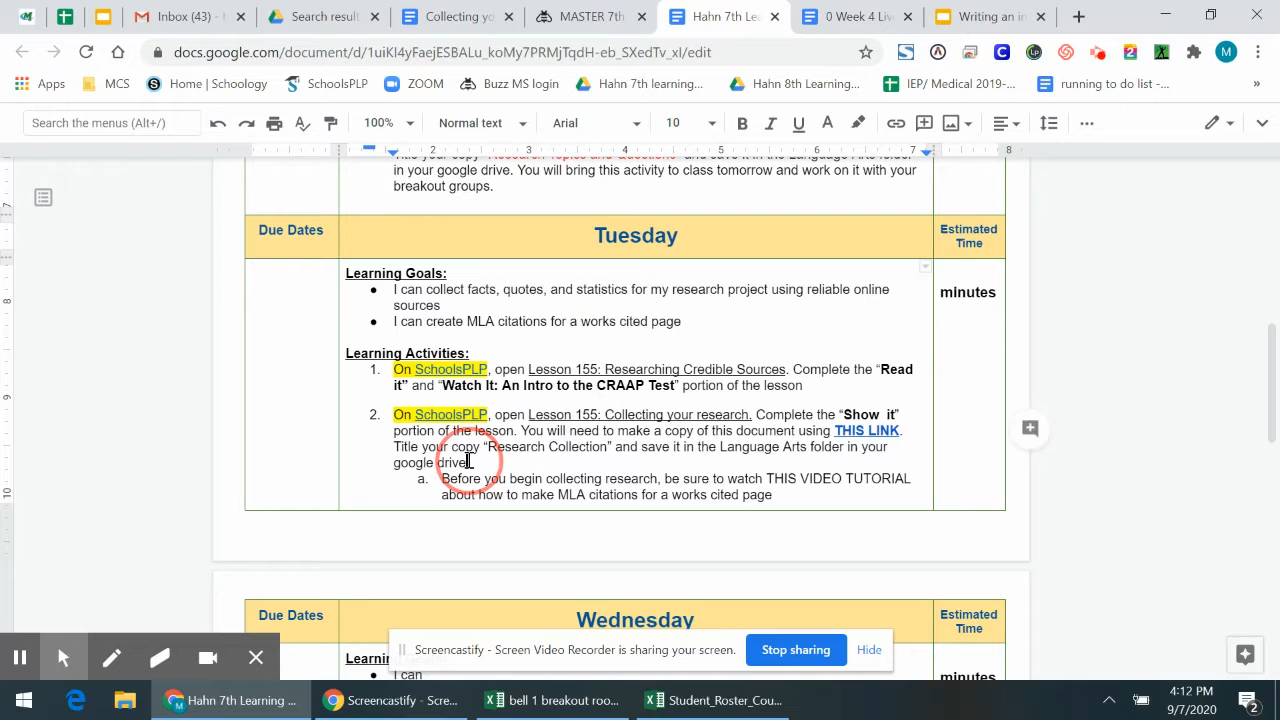 Inbox (43) -
Search result
Collecting yo
MASTER 7th
Hahn 7th Lea
0 Week 4 Live
Writing an in
docs.google.com/document/d/1uiKI4yFaejESBALu_koMy7PRMjTqdH-eb_SXedTv_xI/edit
Apps
MCS
Home | Schoology
SchoolsPLP
ZOOM
Buzz MS login
Hahn 7th learning...
Hahn 8th Learning...
IEP/ Medical 2019-...
running to do list -...
Search the menus (Alt+/)
100%
Normal text
Arial
10
2 3 4 5 6 7 8
in your google drive. You will bring this activity to class tomorrow and work on it with your
breakout groups.
Due Dates
Tuesday
Estimated
Time
Learning Goals:
minutes
● I can collect facts, quotes, and statistics for my research project using reliable online
sources
● I can create MLA citations for a works cited page
Learning Activities:
1. On SchoolsPLP, open Lesson 155: Researching Credible Sources. Complete the “Read
it” and “Watch It: An Intro to the CRAAP Test” portion of the lesson
2. On SchoolsPLP, open Lesson 155: Collecting your research. Complete the “Show it”
portion of the lesson. You will need to make a copy of this document using THIS LINK.
Title your copy “Research Collection” and save it in the Language Arts folder in your
google drive
a. Before you begin collecting research, be sure to watch THIS VIDEO TUTORIAL
about how to make MLA citations for a works cited page
Due Dates
Wednesday
Estimated
Time
Screencastify - Screen Video Recorder is sharing your screen.
Stop sharing
Hide
● I can
minutes
Hahn 7th Learning ...
Screencastify - Scre...
bell 1 breakout roo...
Student_Roster_Cou...
4:12 PM
9/7/2020
2